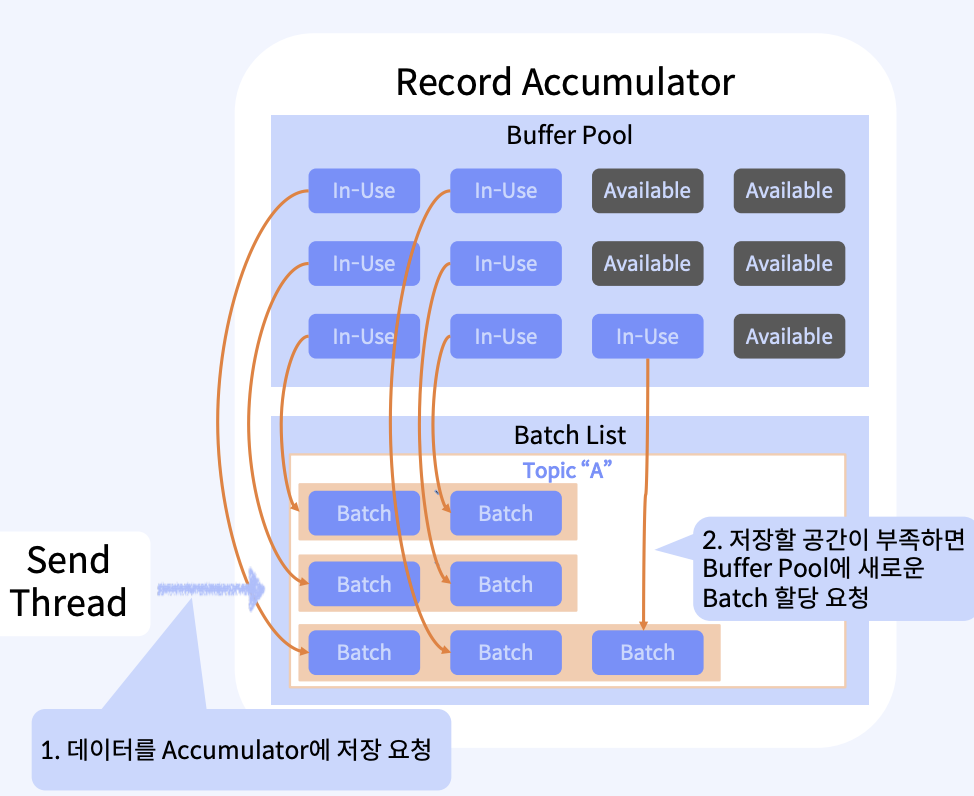 Record Accumulator
Buffer Pool
In-Use In-Use Available Available
In-Use In-Use Available Available
In-Use In-Use In-Use Available
Batch List
Topic “A”
Batch Batch
Batch Batch
Batch Batch Batch
Send
Thread
2. 저장할 공간이 부족하면
Buffer Pool에 새로운
Batch 할당 요청
1. 데이터를 Accumulator에 저장 요청